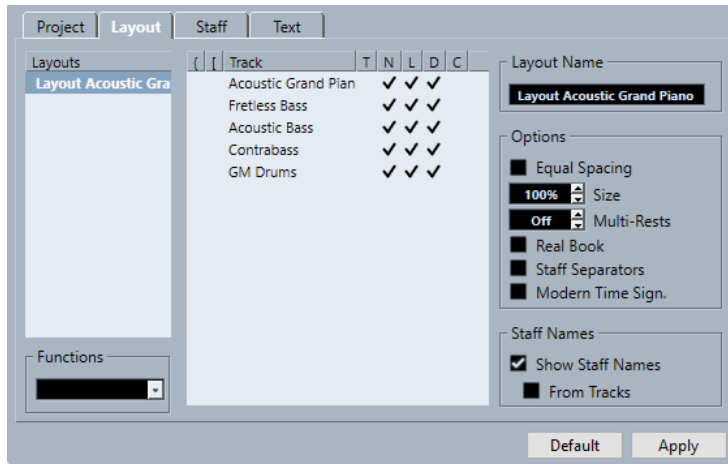 Project Layout Staff Text
Layouts
Layout Acoustic Gra
{ [ Track T N L D C
Acoustic Grand Pian
Fretless Bass
Acoustic Bass
Contrabass
GM Drums
Layout Name
Layout Acoustic Grand Piano
Options
Equal Spacing
100% Size
Off Multi-Rests
Real Book
Staff Separators
Modern Time Sign.
Functions
Staff Names
Show Staff Names
From Tracks
Default Apply